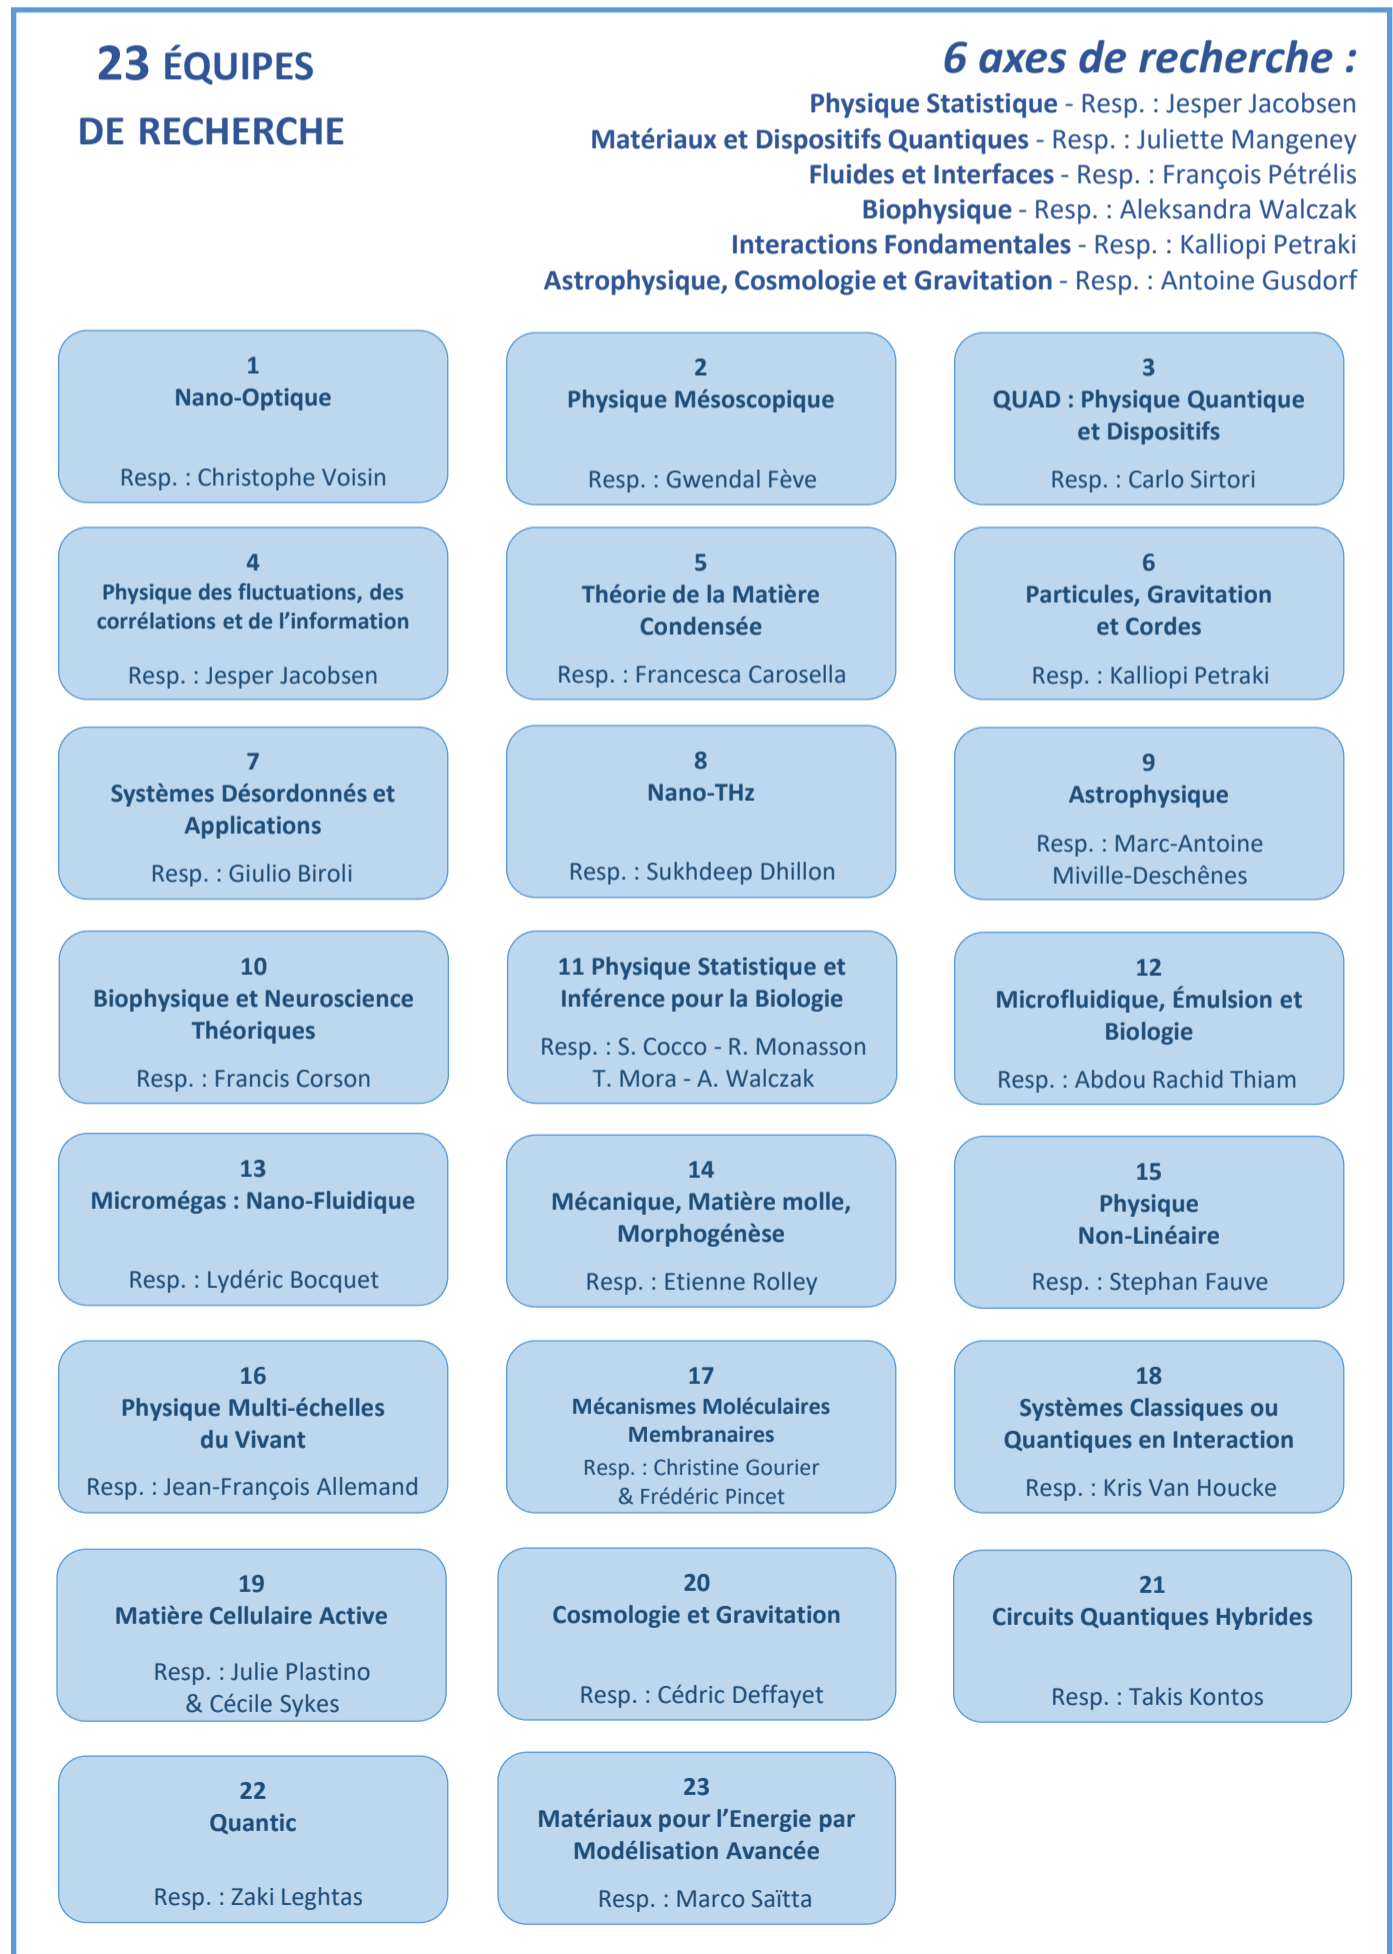 23 ÉQUIPES
DE RECHERCHE
6 axes de recherche :
Physique Statistique - Resp. : Jesper Jacobsen
Matériaux et Dispositifs Quantiques - Resp. : Juliette Mangeney
Fluides et Interfaces - Resp. : François Pétrélis
Biophysique - Resp. : Aleksandra Walczak
Interactions Fondamentales - Resp. : Kalliopi Petraki
Astrophysique, Cosmologie et Gravitation - Resp. : Antoine Gusdorf
1
Nano-Optique
Resp. : Christophe Voisin
2
Physique Mésoscopique
Resp. : Gwendal Fève
3
QUAD : Physique Quantique
et Dispositifs
Resp. : Carlo Sirtori
4
Physique des fluctuations, des
corrélations et de l’information
Resp. : Jesper Jacobsen
5
Théorie de la Matière
Condensée
Resp. : Francesca Carosella
6
Particules, Gravitation
et Cordes
Resp. : Kalliopi Petraki
7
Systèmes Désordonnés et
Applications
Resp. : Giulio Biroli
8
Nano-THz
Resp. : Sukhdeep Dhillon
9
Astrophysique
Resp. : Marc-Antoine
Miville-Deschênes
10
Biophysique et Neuroscience
Théoriques
Resp. : Francis Corson
11 Physique Statistique et
Inférence pour la Biologie
Resp. : S. Cocco - R. Monasson
T. Mora - A. Walczak
12
Microfluidique, Émulsion et
Biologie
Resp. : Abdou Rachid Thiam
13
Micromégas : Nano-Fluidique
Resp. : Lydéric Bocquet
14
Mécanique, Matière molle,
Morphogénèse
Resp. : Etienne Rolley
15
Physique
Non-Linéaire
Resp. : Stephan Fauve
16
Physique Multi-échelles
du Vivant
Resp. : Jean-François Allemand
17
Mécanismes Moléculaires
Membranaires
Resp. : Christine Gourier
& Frédéric Pincet
18
Systèmes Classiques ou
Quantiques en Interaction
Resp. : Kris Van Houcke
19
Matière Cellulaire Active
Resp. : Julie Plastino
& Cécile Sykes
20
Cosmologie et Gravitation
Resp. : Cédric Deffayet
21
Circuits Quantiques Hybrides
Resp. : Takis Kontos
22
Quantic
Resp. : Zaki Leghtas
23
Matériaux pour l’Energie par
Modélisation Avancée
Resp. : Marco Saïtta